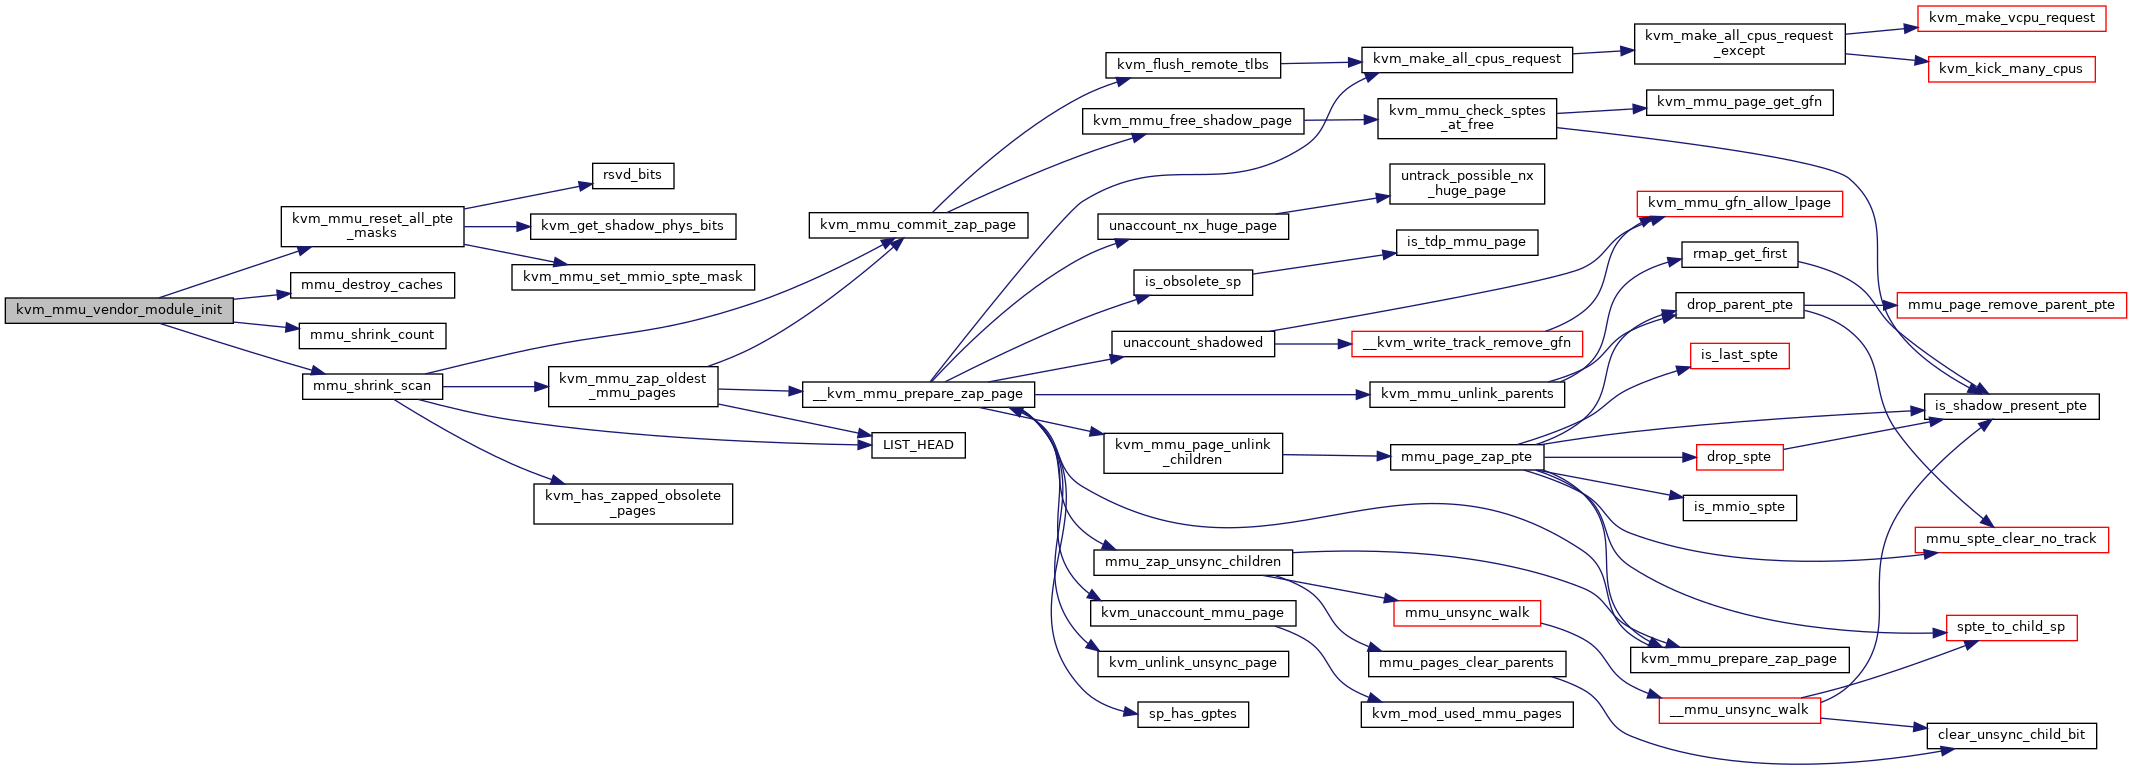 kvm_mmu_vendor_module_init
kvm_mmu_reset_all_pte
_masks
mmu_destroy_caches
mmu_shrink_count
mmu_shrink_scan
rsvd_bits
kvm_get_shadow_phys_bits
kvm_mmu_set_mmio_spte_mask
kvm_mmu_zap_oldest
_mmu_pages
kvm_has_zapped_obsolete
_pages
kvm_mmu_commit_zap_page
__kvm_mmu_prepare_zap_page
LIST_HEAD
kvm_flush_remote_tlbs
kvm_mmu_free_shadow_page
unaccount_nx_huge_page
is_obsolete_sp
unaccount_shadowed
kvm_mmu_page_unlink
_children
mmu_zap_unsync_children
kvm_unaccount_mmu_page
kvm_unlink_unsync_page
sp_has_gptes
kvm_make_all_cpus_request
kvm_mmu_check_sptes
_at_free
untrack_possible_nx
_huge_page
is_tdp_mmu_page
__kvm_write_track_remove_gfn
kvm_mmu_unlink_parents
mmu_page_zap_pte
mmu_unsync_walk
mmu_pages_clear_parents
kvm_mod_used_mmu_pages
kvm_make_all_cpus_request
_except
kvm_mmu_page_get_gfn
kvm_mmu_gfn_allow_lpage
rmap_get_first
drop_parent_pte
is_last_spte
drop_spte
is_mmio_spte
kvm_mmu_prepare_zap_page
__mmu_unsync_walk
kvm_make_vcpu_request
kvm_kick_many_cpus
mmu_page_remove_parent_pte
is_shadow_present_pte
mmu_spte_clear_no_track
spte_to_child_sp
clear_unsync_child_bit